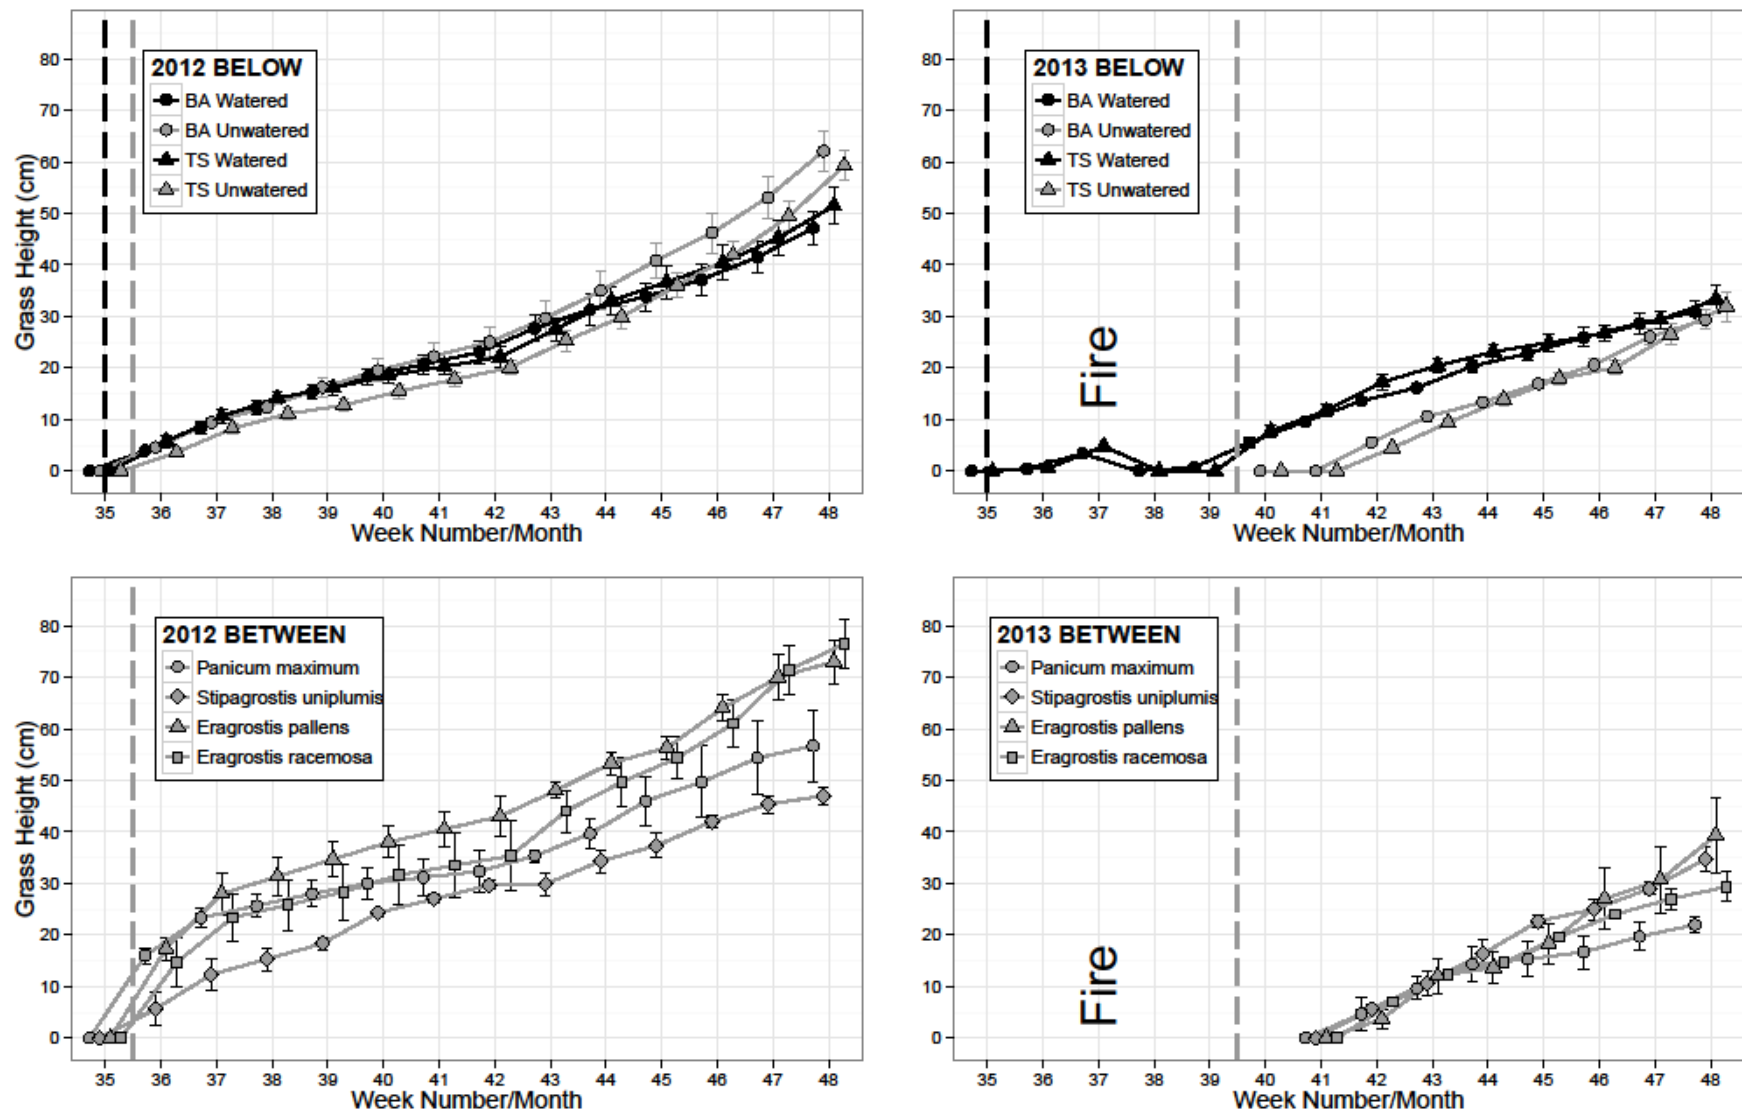 2012 BELOW
BA Watered
BA Unwatered
TS Watered
TS Unwatered
Grass Height (cm)
80
70
60
50
40
30
20
10
0
35 36 37 38 39 40 41 42 43 44 45 46 47 48
Week Number/Month
2013 BELOW
BA Watered
BA Unwatered
TS Watered
TS Unwatered
Fire
80
70
60
50
40
30
20
10
0
35 36 37 38 39 40 41 42 43 44 45 46 47 48
Week Number/Month
2012 BETWEEN
Panicum maximum
Stipagrostis uniplumis
Eragrostis pallens
Eragrostis racemosa
Grass Height (cm)
80
70
60
50
40
30
20
10
0
35 36 37 38 39 40 41 42 43 44 45 46 47 48
Week Number/Month
2013 BETWEEN
Panicum maximum
Stipagrostis uniplumis
Eragrostis pallens
Eragrostis racemosa
Fire
80
70
60
50
40
30
20
10
0
35 36 37 38 39 40 41 42 43 44 45 46 47 48
Week Number/Month